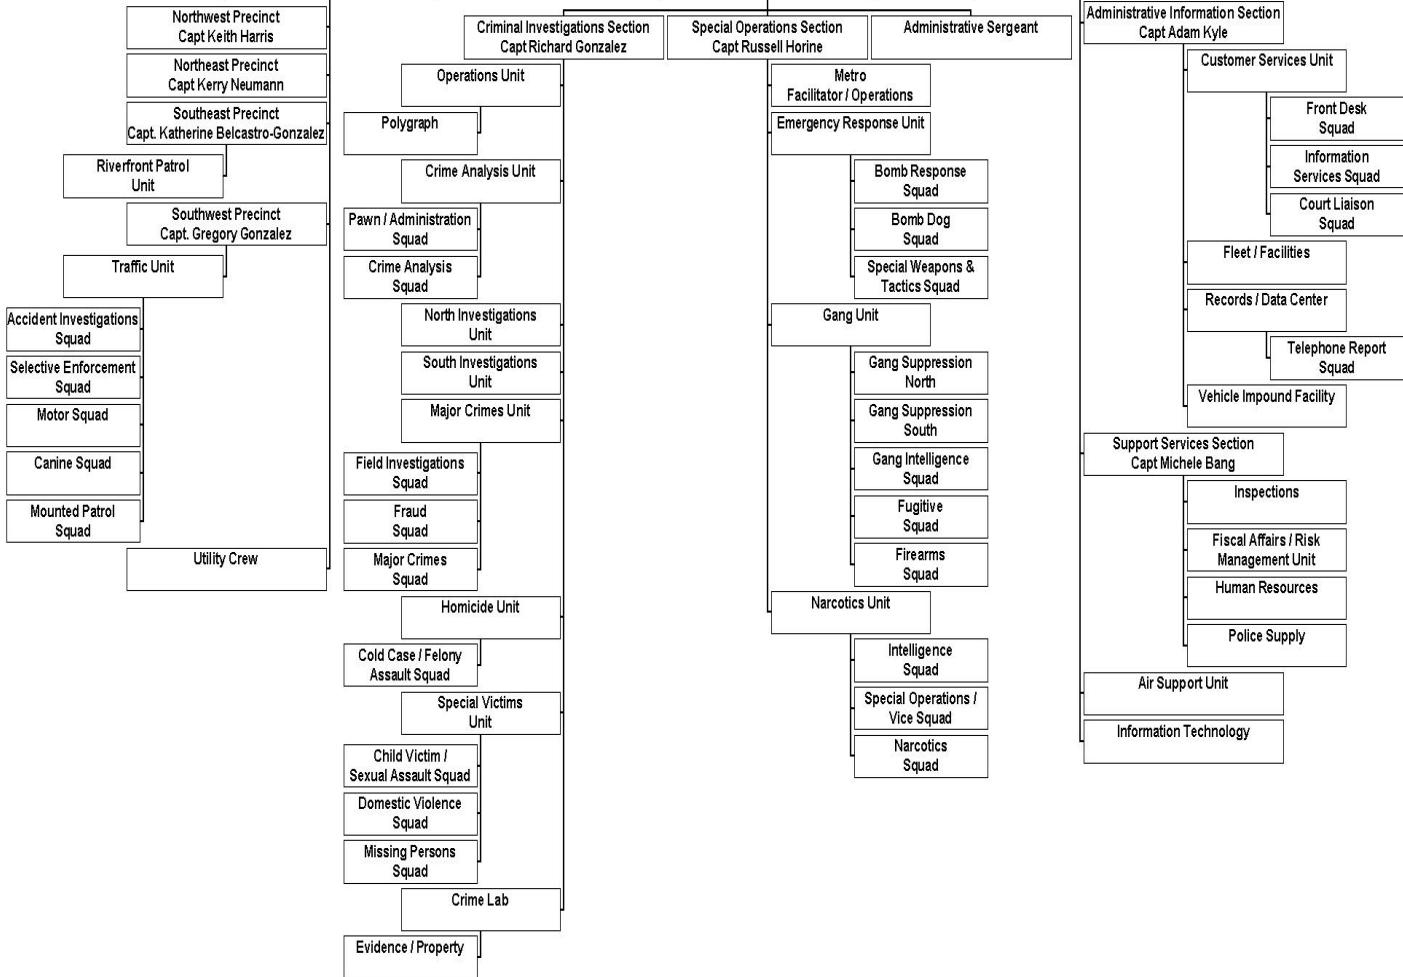 Northwest Precinct
Capt Keith Harris
Northeast Precinct
Capt Kerry Neumann
Southeast Precinct
Capt. Katherine Belcastro-Gonzalez
Riverfront Patrol
Unit
Southwest Precinct
Capt. Gregory Gonzalez
Traffic Unit
Accident Investigations
Squad
Selective Enforcement
Squad
Motor Squad
Canine Squad
Mounted Patrol
Squad
Utility Crew
Criminal Investigations Section
Capt Richard Gonzalez
Operations Unit
Polygraph
Crime Analysis Unit
Pawn / Administration
Squad
Crime Analysis
Squad
North Investigations
Unit
South Investigations
Unit
Major Crimes Unit
Field Investigations
Squad
Fraud
Squad
Major Crimes
Squad
Homicide Unit
Cold Case / Felony
Assault Squad
Special Victims
Unit
Child Victim /
Sexual Assault Squad
Domestic Violence
Squad
Missing Persons
Squad
Crime Lab
Evidence / Property
Special Operations Section
Capt Russell Horine
Metro
Facilitator / Operations
Emergency Response Unit
Bomb Response
Squad
Bomb Dog
Squad
Special Weapons &
Tactics Squad
Gang Unit
Gang Suppression
North
Gang Suppression
South
Gang Intelligence
Squad
Fugitive
Squad
Firearms
Squad
Narcotics Unit
Intelligence
Squad
Special Operations /
Vice Squad
Narcotics
Squad
Administrative Sergeant
Administrative Information Section
Capt Adam Kyle
Customer Services Unit
Front Desk
Squad
Information
Services Squad
Court Liaison
Squad
Fleet / Facilities
Records / Data Center
Telephone Report
Squad
Vehicle Impound Facility
Support Services Section
Capt Michele Bang
Inspections
Fiscal Affairs / Risk
Management Unit
Human Resources
Police Supply
Air Support Unit
Information Technology